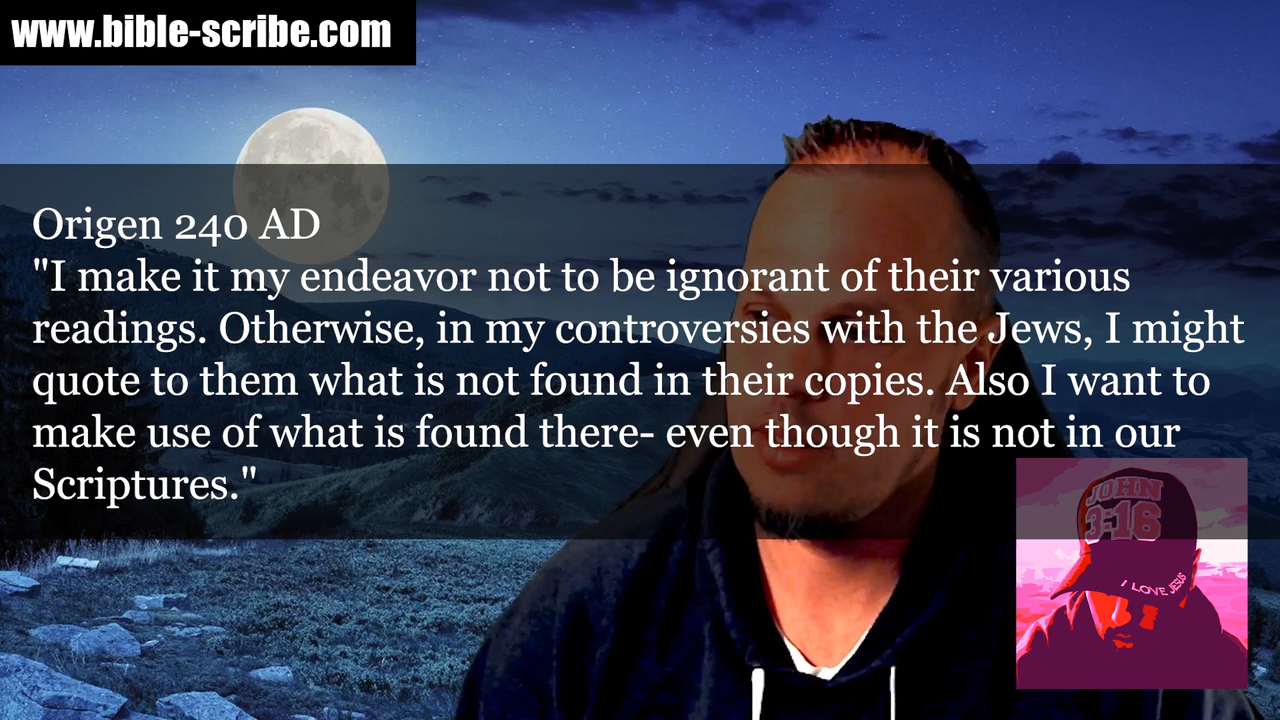 www.bible-scribe.com
Origen 240 AD
"I make it my endeavor not to be ignorant of their various
readings. Otherwise, in my controversies with the Jews, I might
quote to them what is not found in their copies. Also I want to
make use of what is found there- even though it is not in our
Scriptures."
JOHN
3:16
I LOVE JESUS